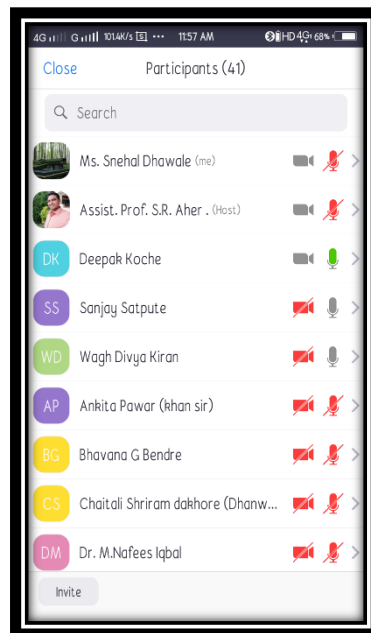 4G G 101.4K/s S ... 11:57 AM HD 4G 68%
Close Participants (41)
Search
Ms. Snehal Dhawale (me)
Assist. Prof. S.R. Aher . (Host)
DK Deepak Koche
SS Sanjay Satpute
WD Wagh Divya Kiran
AP Ankita Pawar (khan sir)
BG Bhavana G Bendre
CS Chaitali Shriram dakhore (Dhanw...
DM Dr. M.Nafees Iqbal
Invite